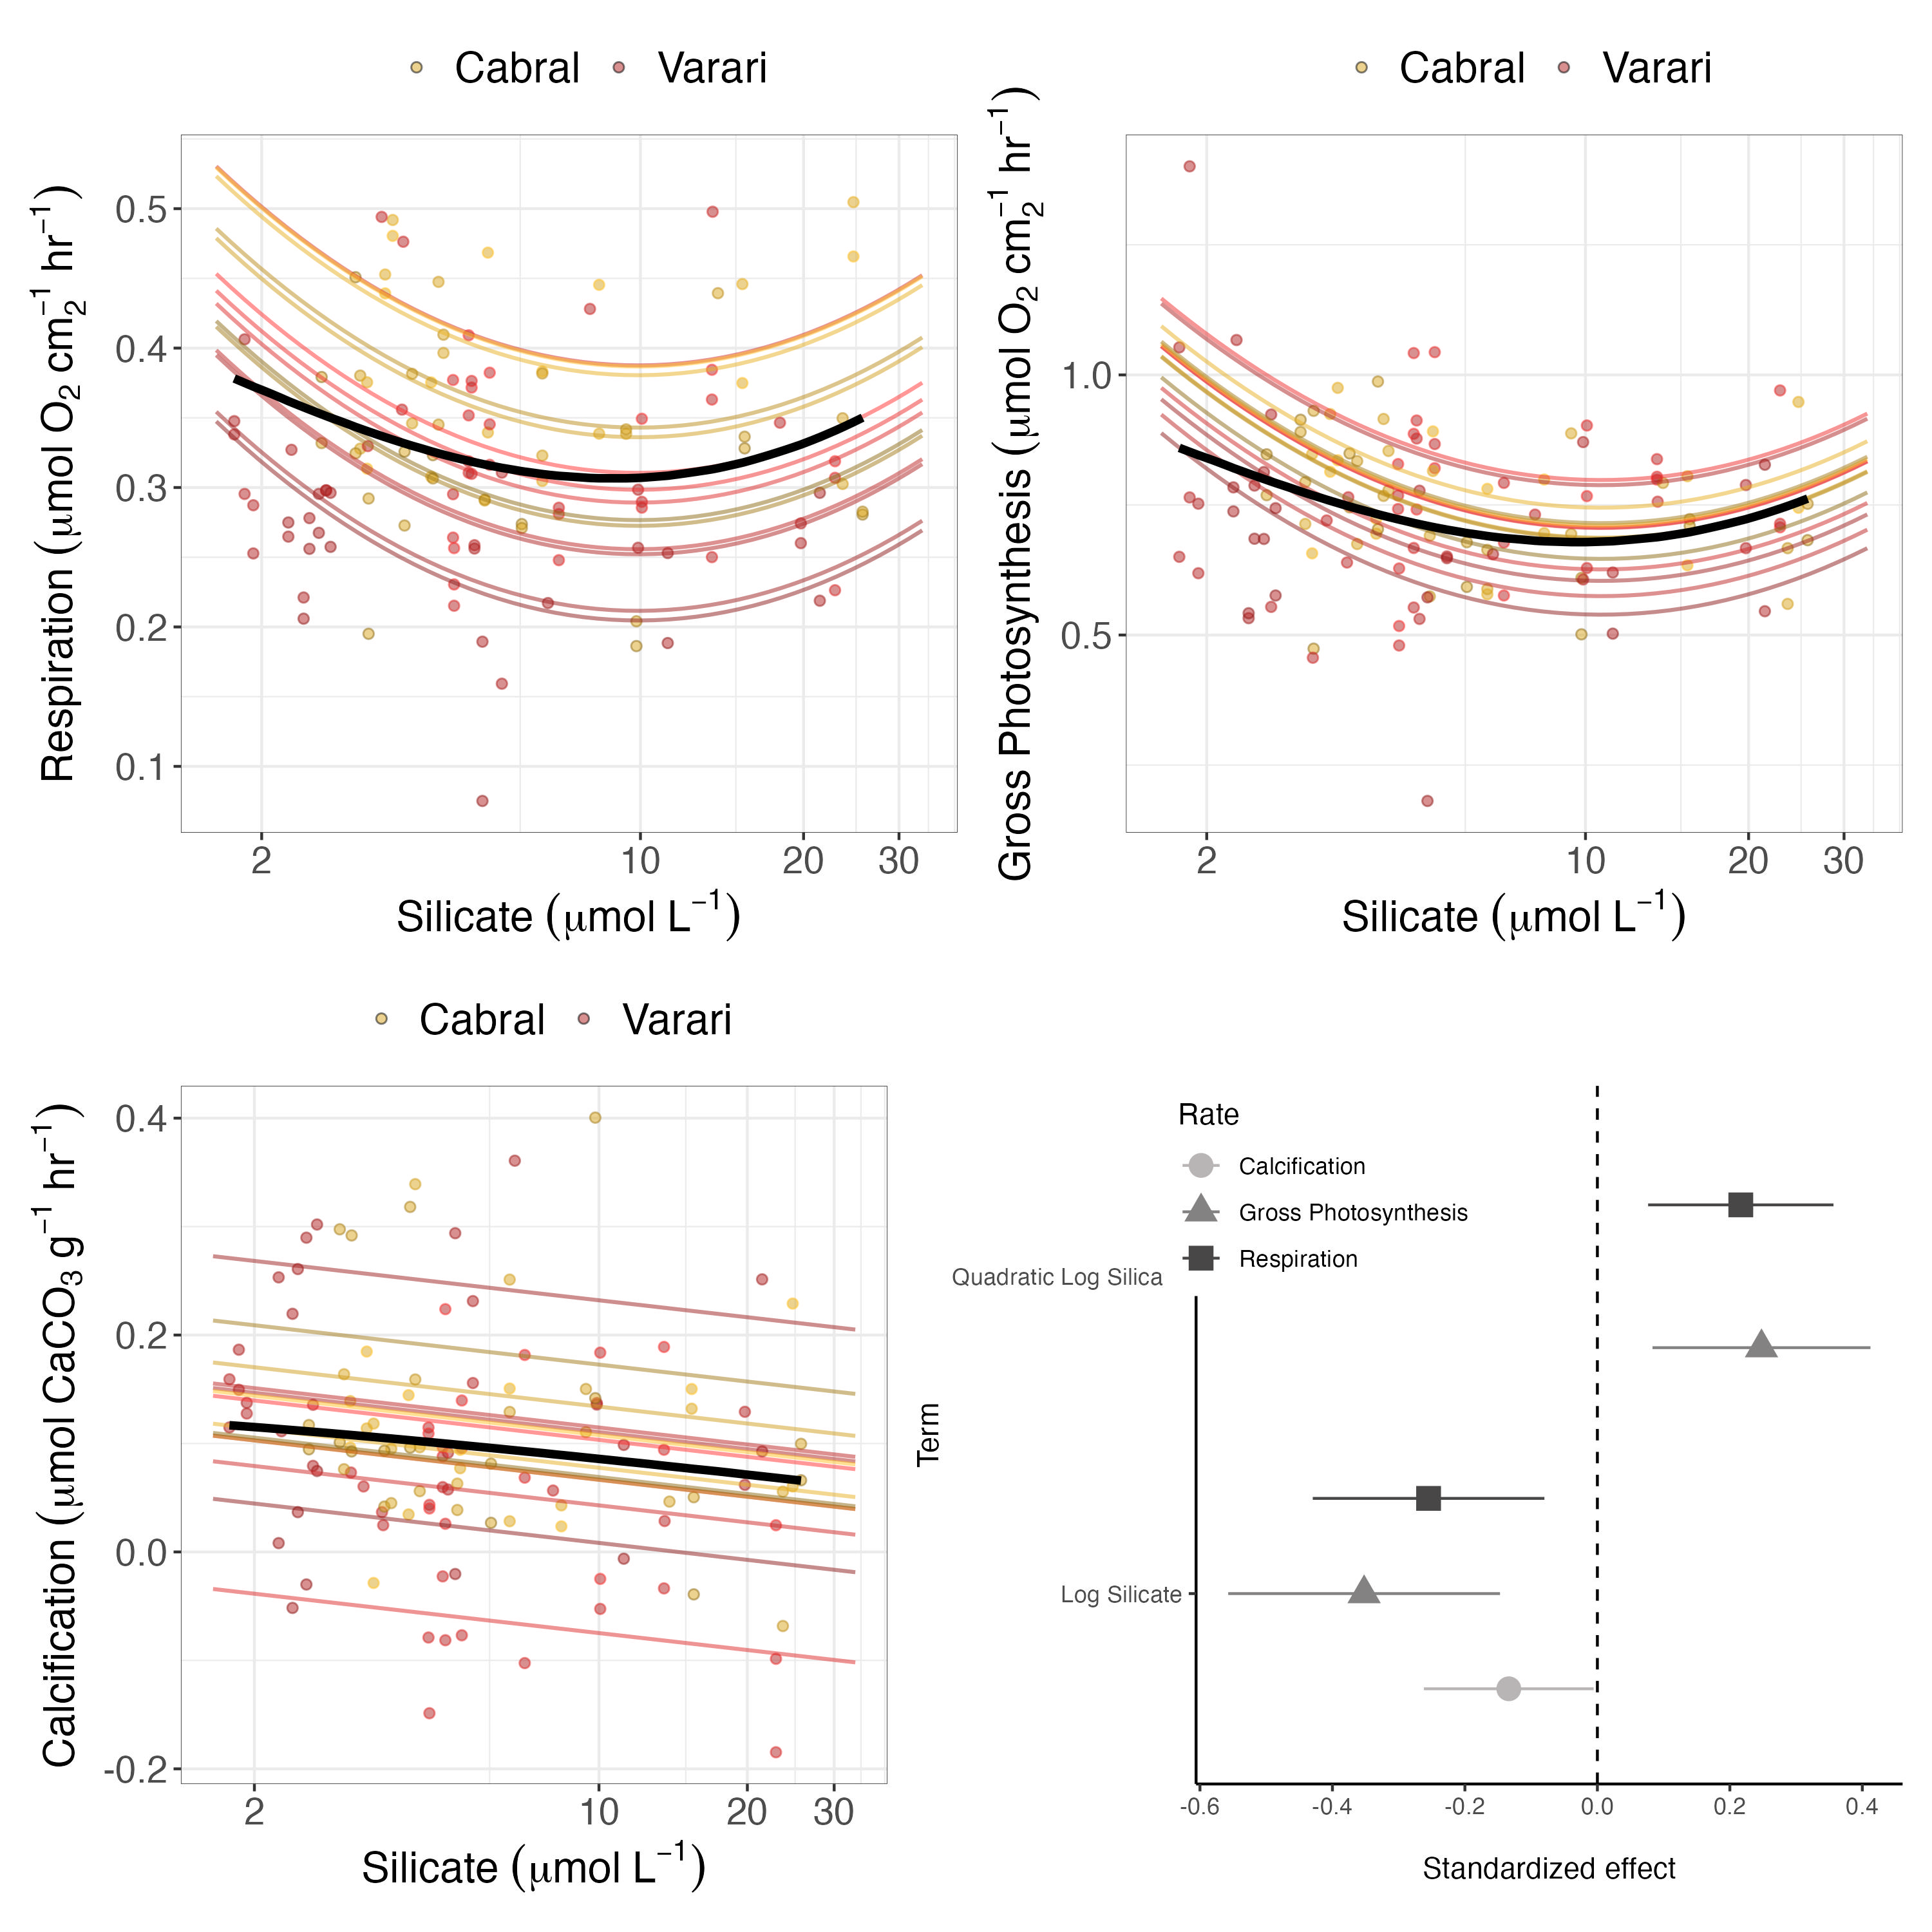 Cabral Varari
Respiration (μmol O₂ cm₂⁻¹ hr⁻¹)
0.5
0.4
0.3
0.2
0.1
2 10 20 30
Silicate (μmol L⁻¹)
Cabral Varari
Gross Photosynthesis (μmol O₂ cm₂⁻¹ hr⁻¹)
1.0
0.5
2 10 20 30
Silicate (μmol L⁻¹)
Cabral Varari
Calcification (μmol CaCO₃ g⁻¹ hr⁻¹)
0.4
0.2
0.0
-0.2
2 10 20 30
Silicate (μmol L⁻¹)
Rate
Calcification
Gross Photosynthesis
Respiration
Term
Quadratic Log Silica
Log Silicate
-0.6 -0.4 -0.2 0.0 0.2 0.4
Standardized effect